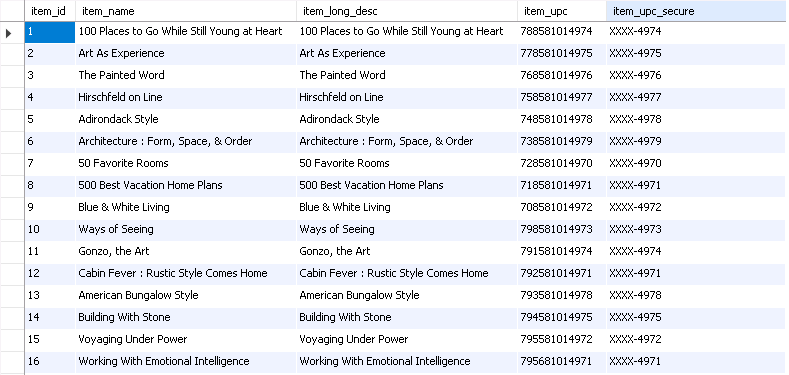 item_id item_name item_long_desc item_upc item_upc_secure
1 100 Places to Go While Still Young at Heart 100 Places to Go While Still Young at Heart 788581014974 XXXX-4974
2 Art As Experience Art As Experience 778581014975 XXXX-4975
3 The Painted Word The Painted Word 768581014976 XXXX-4976
4 Hirschfeld on Line Hirschfeld on Line 758581014977 XXXX-4977
5 Adirondack Style Adirondack Style 748581014978 XXXX-4978
6 Architecture : Form, Space, & Order Architecture : Form, Space, & Order 738581014979 XXXX-4979
7 50 Favorite Rooms 50 Favorite Rooms 728581014970 XXXX-4970
8 500 Best Vacation Home Plans 500 Best Vacation Home Plans 718581014971 XXXX-4971
9 Blue & White Living Blue & White Living 708581014972 XXXX-4972
10 Ways of Seeing Ways of Seeing 798581014973 XXXX-4973
11 Gonzo, the Art Gonzo, the Art 791581014974 XXXX-4974
12 Cabin Fever : Rustic Style Comes Home Cabin Fever : Rustic Style Comes Home 792581014971 XXXX-4971
13 American Bungalow Style American Bungalow Style 793581014978 XXXX-4978
14 Building With Stone Building With Stone 794581014975 XXXX-4975
15 Voyaging Under Power Voyaging Under Power 795581014972 XXXX-4972
16 Working With Emotional Intelligence Working With Emotional Intelligence 795681014971 XXXX-4971